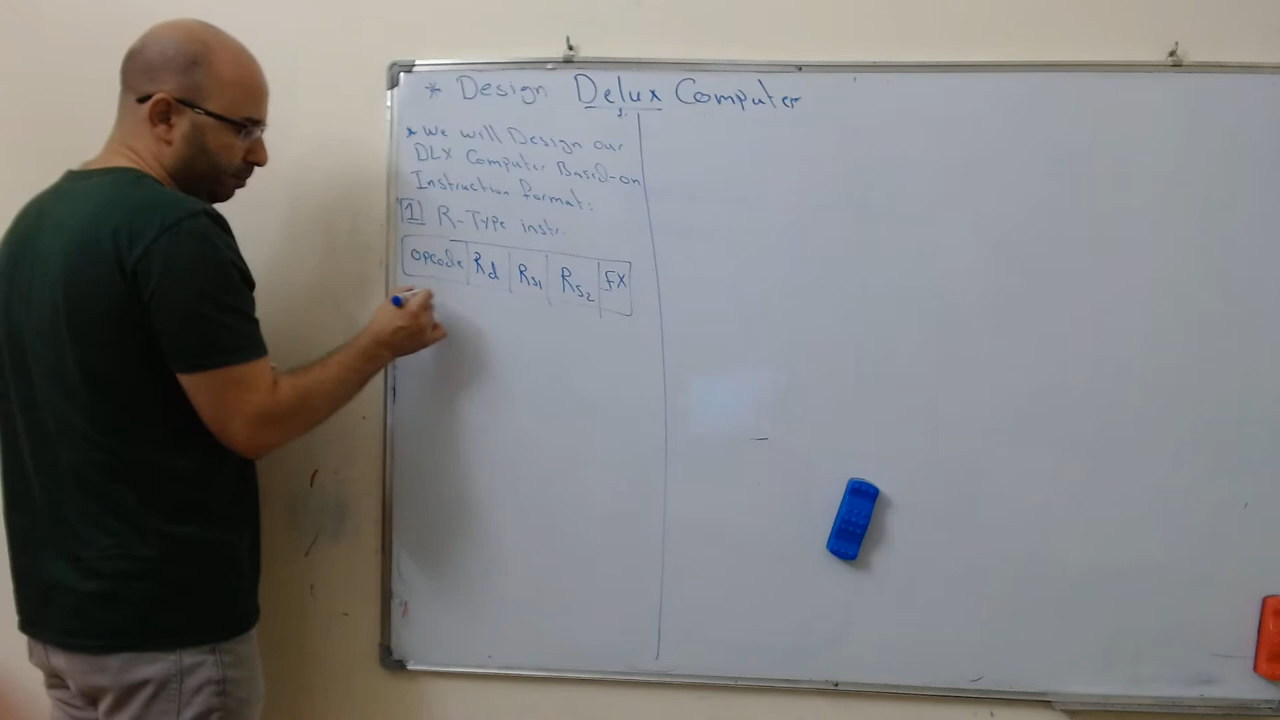 * Design Delux Computer
* We will Design our
DLX Computer Based-on
Instruction format:
1 R-Type instr.
opcode Rd Rs1 Rs2 fx